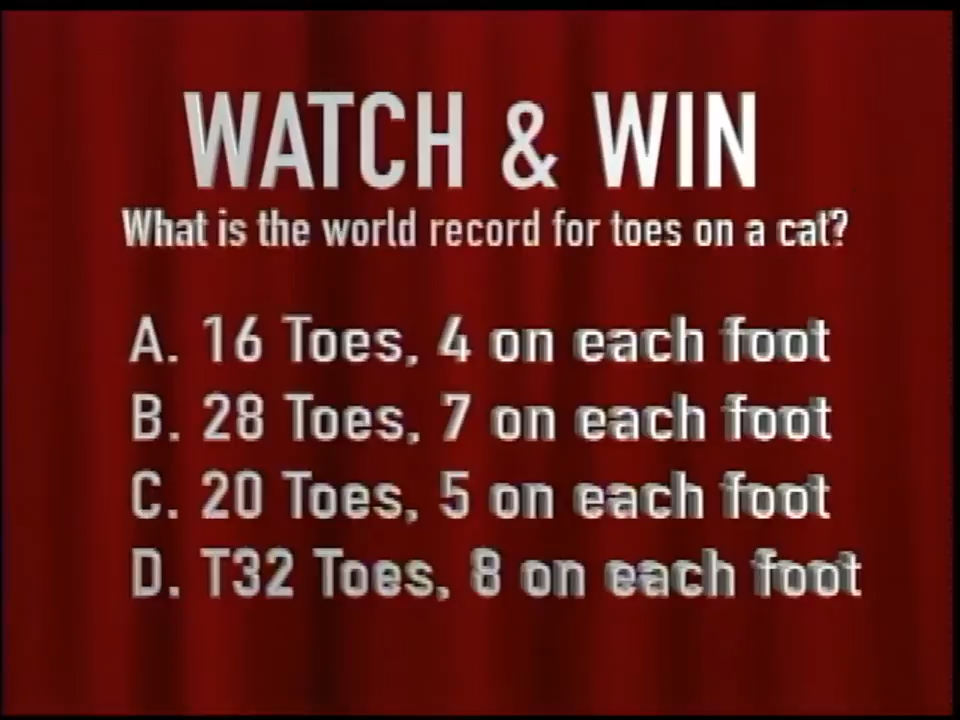 WATCH & WIN
What is the world record for toes on a cat?
A. 16 Toes, 4 on each foot
B. 28 Toes, 7 on each foot
C. 20 Toes, 5 on each foot
D. T32 Toes, 8 on each foot